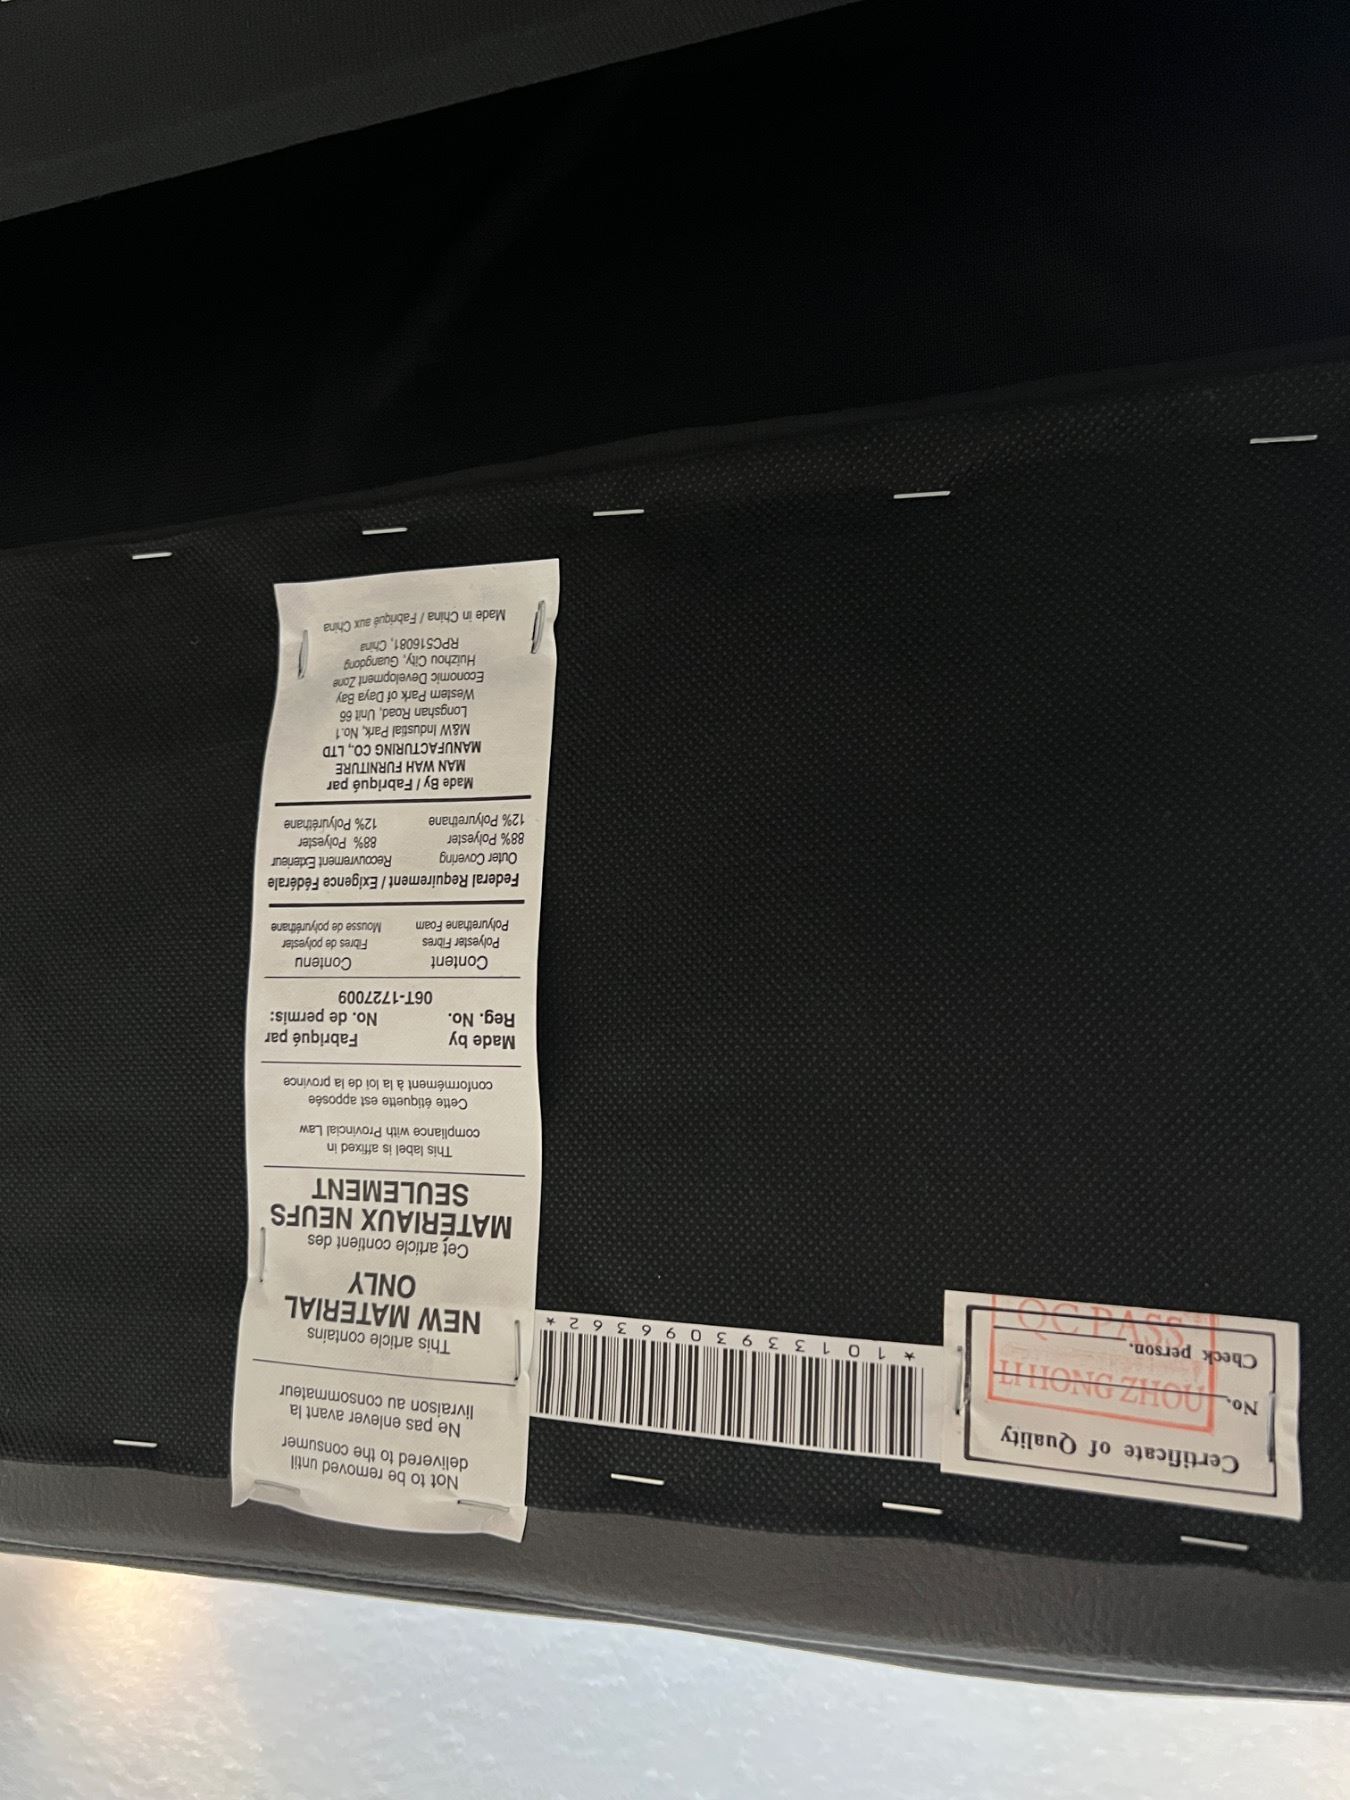 Not to be removed until
delivered to the consumer
Ne pas enlever avant la
livraison au consommateur
This article contains
NEW MATERIAL
ONLY
Cet article contient des
MATÉRIAUX NEUFS
SEULEMENT
This label is affixed in
compliance with Provincial Law
Cette étiquette est apposée
conformément à la loi de la province
Made by Fabriqué par
Reg. No. No. de permis:
06T-1727009
Content Contenu
Polyester Fibres Fibres de polyester
Polyurethane Foam Mousse de polyuréthane
Federal Requirement / Exigence Fédérale
Outer Covering Recouvrement Extérieur
88% Polyester 88% Polyester
12% Polyurethane 12% Polyuréthane
Made By / Fabriqué par
MAN WAH FURNITURE
MANUFACTURING CO., LTD
M&W Industial Park, No.1
Longshan Road, Unit 66
Western Park of Daya Bay
Economic Development Zone
Huizhou City, Guangdong
RPC516081, China
Made in China / Fabriqué aux China
*1013393096362*
Certificate of Quality
No.
LI HONG ZHOU
Check person.
QC PASS